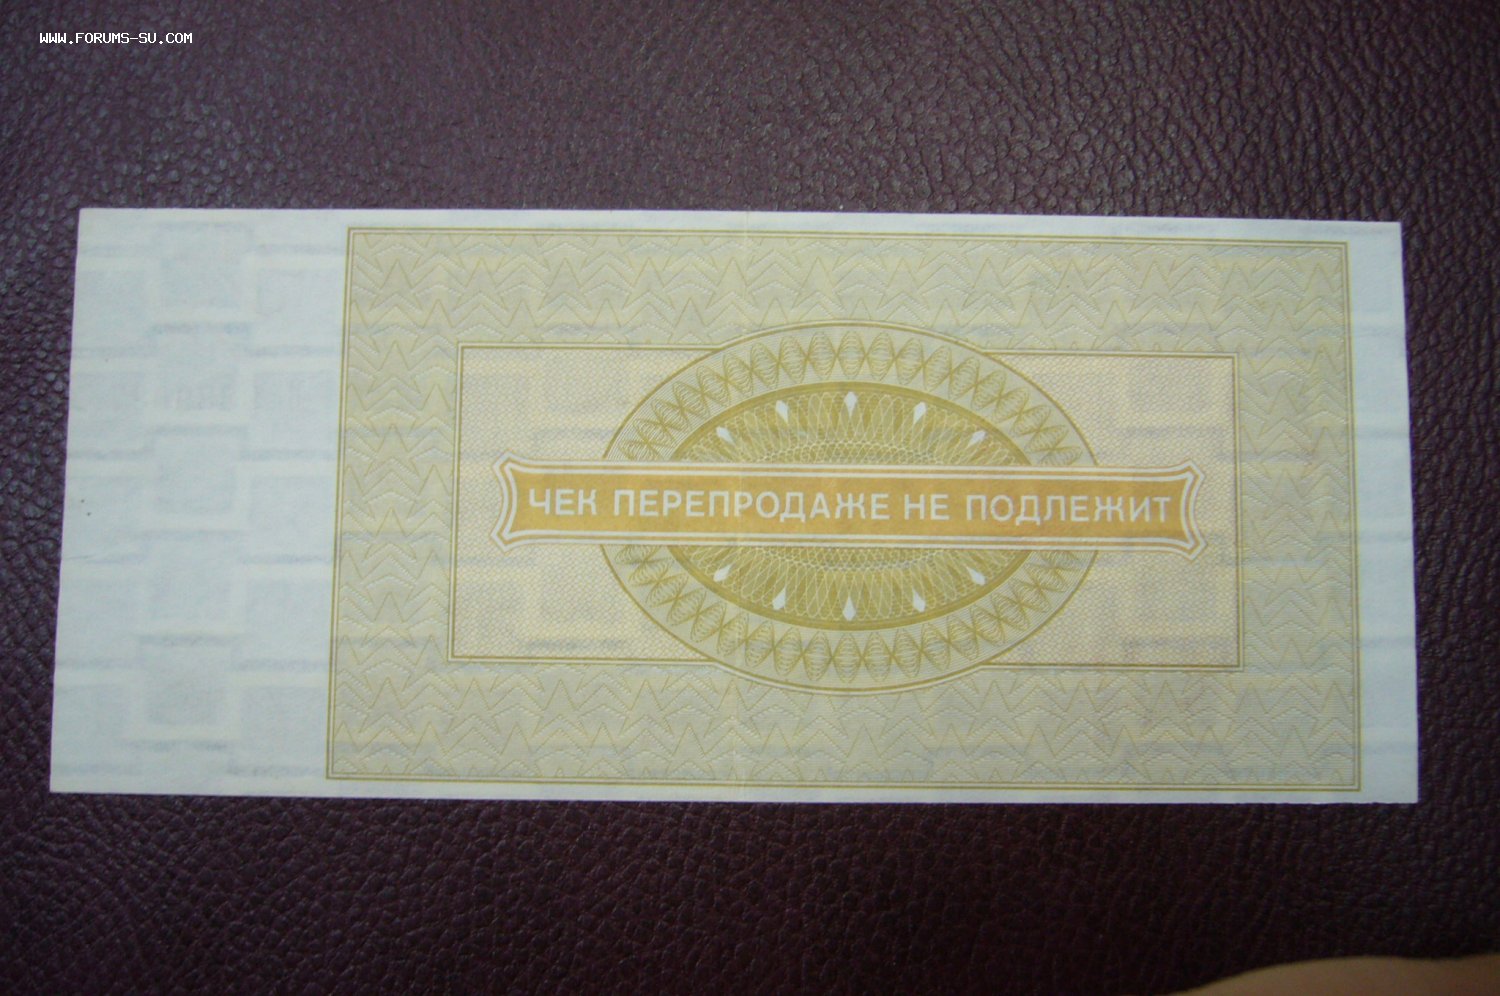 WWW.FORUMS-SU.COM
ЧЕК ПЕРЕПРОДАЖЕ НЕ ПОДЛЕЖИТ